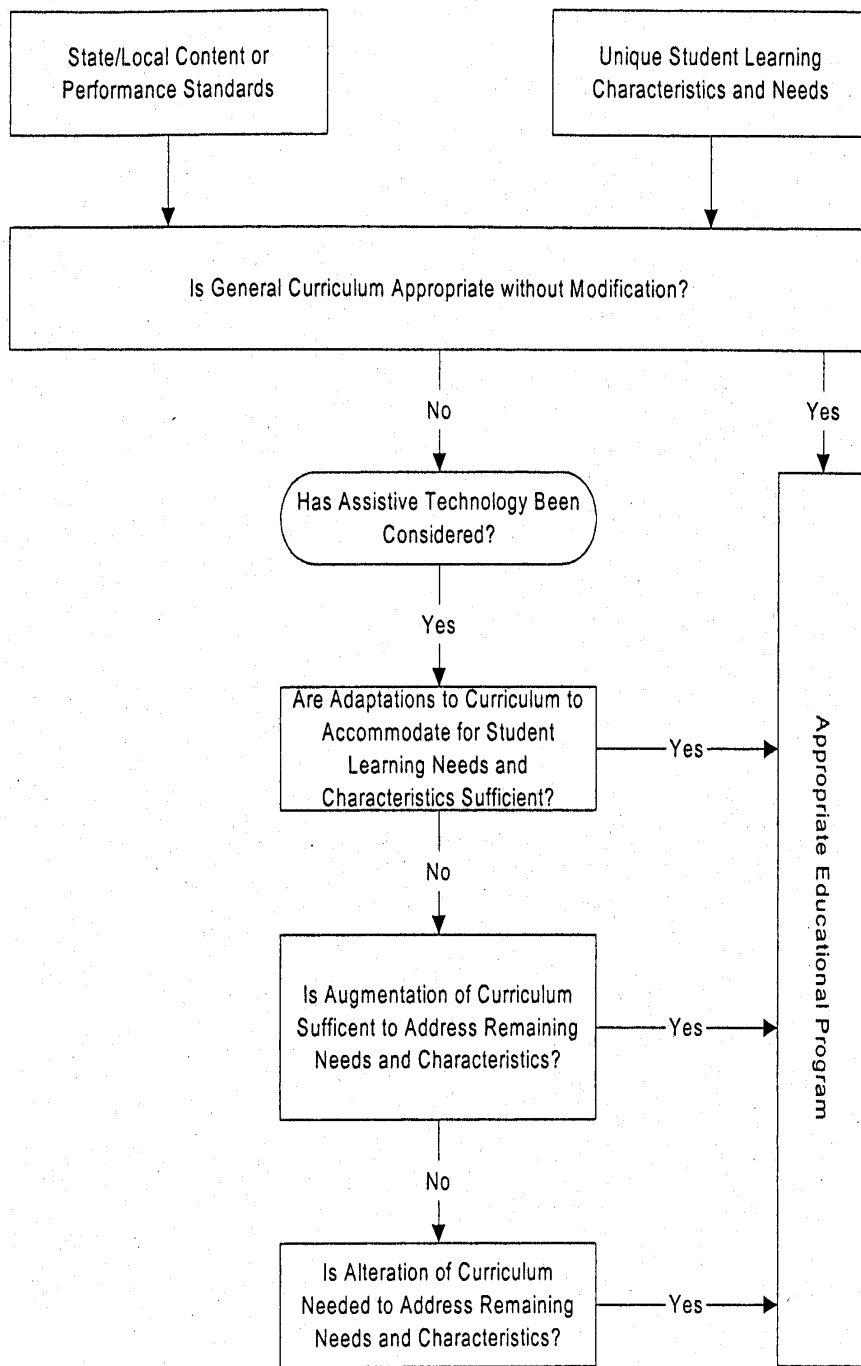 State/Local Content or
Performance Standards
Unique Student Learning
Characteristics and Needs
Is General Curriculum Appropriate without Modification?
No
Yes
Has Assistive Technology Been
Considered?
Yes
Are Adaptations to Curriculum to
Accommodate for Student
Learning Needs and
Characteristics Sufficient?
Yes
No
Is Augmentation of Curriculum
Sufficent to Address Remaining
Needs and Characteristics?
Yes
No
Is Alteration of Curriculum
Needed to Address Remaining
Needs and Characteristics?
Yes
Appropriate Educational Program